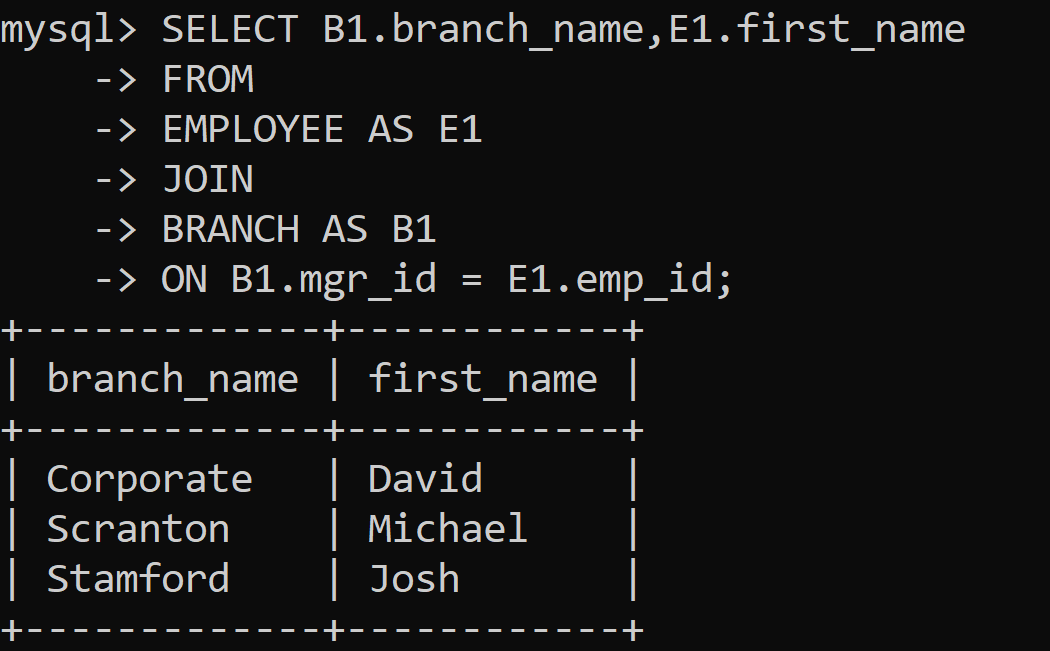 mysql> SELECT B1.branch_name,E1.first_name
    -> FROM
    -> EMPLOYEE AS E1
    -> JOIN
    -> BRANCH AS B1
    -> ON B1.mgr_id = E1.emp_id;
+-------------+------------+
| branch_name | first_name |
+-------------+------------+
| Corporate   | David      |
| Scranton    | Michael    |
| Stamford    | Josh       |
+-------------+------------+